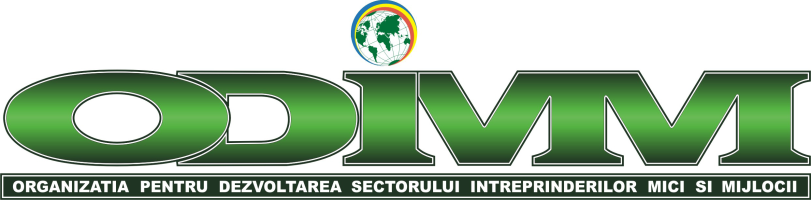 ODIMM
ORGANIZATIA PENTRU DEZVOLTAREA SECTORULUI INTREPRINDERILOR MICI SI MIJLOCII